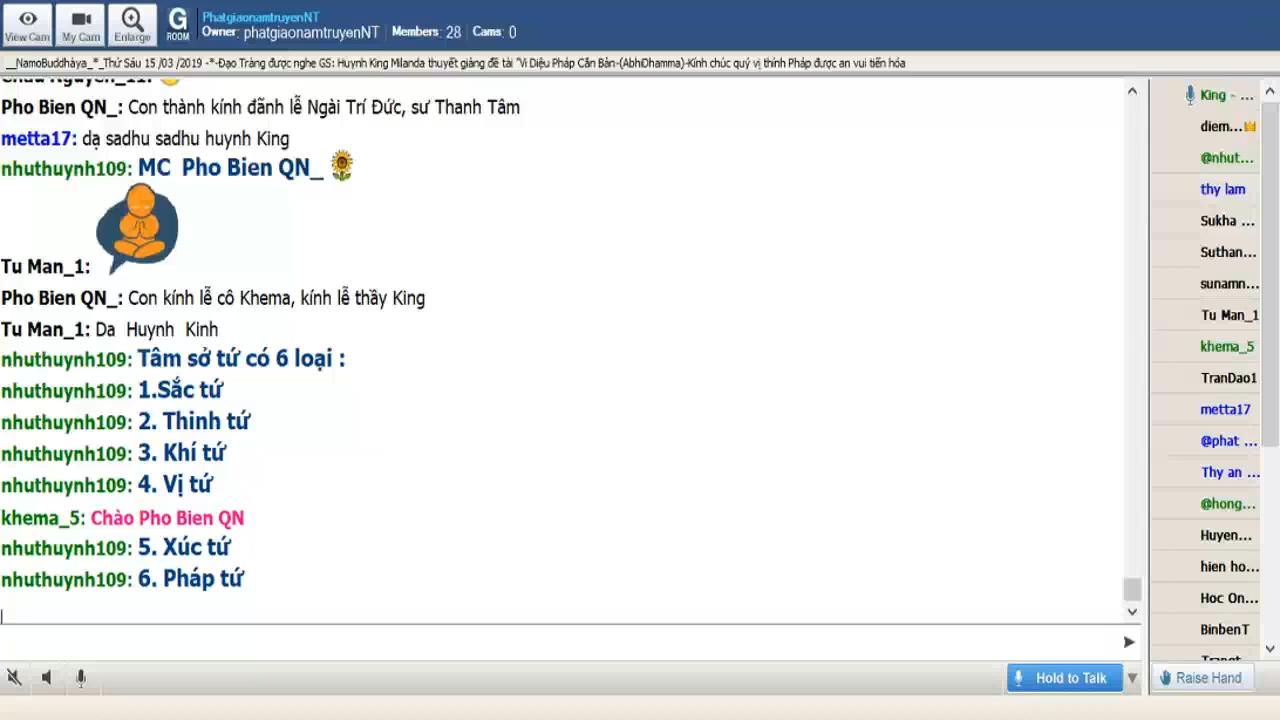 View Cam
My Cam
Enlarge
G
ROOM
PhatgiaonamtruyenNT
Owner: phatgiaonamtruyenNT Members: 28 Cams: 0
__NamoBuddhàya_*_Thứ Sáu 15 /03 /2019 -*-Đạo Tràng được nghe GS: Huynh King Milanda thuyết giảng đề tài "Vi Diệu Pháp Căn Bản-(AbhiDhamma)-Kính chúc quý vị thính Pháp được an vui tiến hóa
Pho Bien QN_: Con thành kính đãnh lễ Ngài Trí Đức, sư Thanh Tâm
metta17: dạ sadhu sadhu huynh King
nhuthuynh109: MC Pho Bien QN_
Tu Man_1:
Pho Bien QN_: Con kính lễ cô Khema, kính lễ thầy King
Tu Man_1: Da Huynh Kinh
nhuthuynh109: Tâm sở tứ có 6 loại :
nhuthuynh109: 1.Sắc tứ
nhuthuynh109: 2. Thinh tứ
nhuthuynh109: 3. Khí tứ
nhuthuynh109: 4. Vị tứ
khema_5: Chào Pho Bien QN
nhuthuynh109: 5. Xúc tứ
nhuthuynh109: 6. Pháp tứ
King - ...
diem...
@nhut...
thy lam
Sukha ...
Suthan...
sunamn...
Tu Man_1
khema_5
TranDao1
metta17
@phat ...
Thy an ...
@hong...
Huyen...
hien ho...
Hoc On...
BinbenT
Hold to Talk
Raise Hand